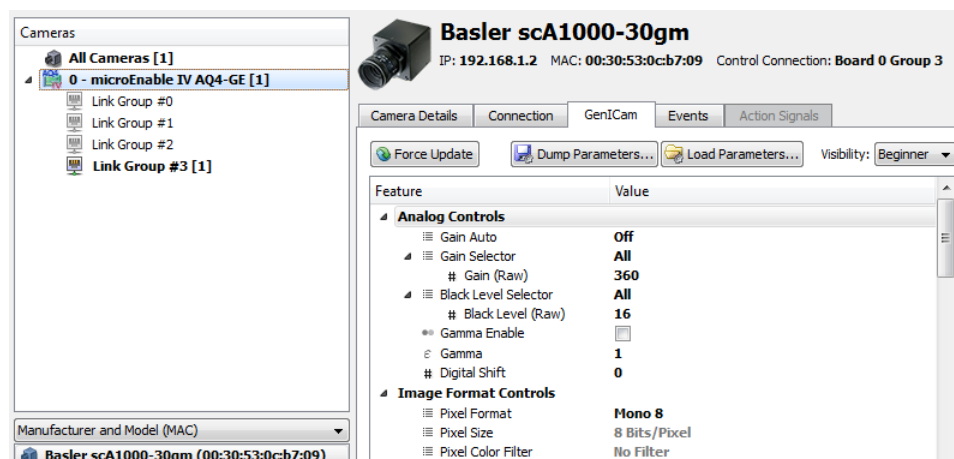 Cameras
All Cameras [1]
0 - microEnable IV AQ4-GE [1]
Link Group #0
Link Group #1
Link Group #2
Link Group #3 [1]
Manufacturer and Model (MAC)
Basler scA1000-30gm (00:30:53:0c:b7:09)
Basler scA1000-30gm
IP: 192.168.1.2 MAC: 00:30:53:0c:b7:09 Control Connection: Board 0 Group 3
Camera Details Connection GenICam Events Action Signals
Force Update Dump Parameters... Load Parameters... Visibility: Beginner
Feature Value
Analog Controls
Gain Auto Off
Gain Selector All
# Gain (Raw) 360
Black Level Selector All
# Black Level (Raw) 16
Gamma Enable
ε Gamma 1
# Digital Shift 0
Image Format Controls
Pixel Format Mono 8
Pixel Size 8 Bits/Pixel
Pixel Color Filter No Filter